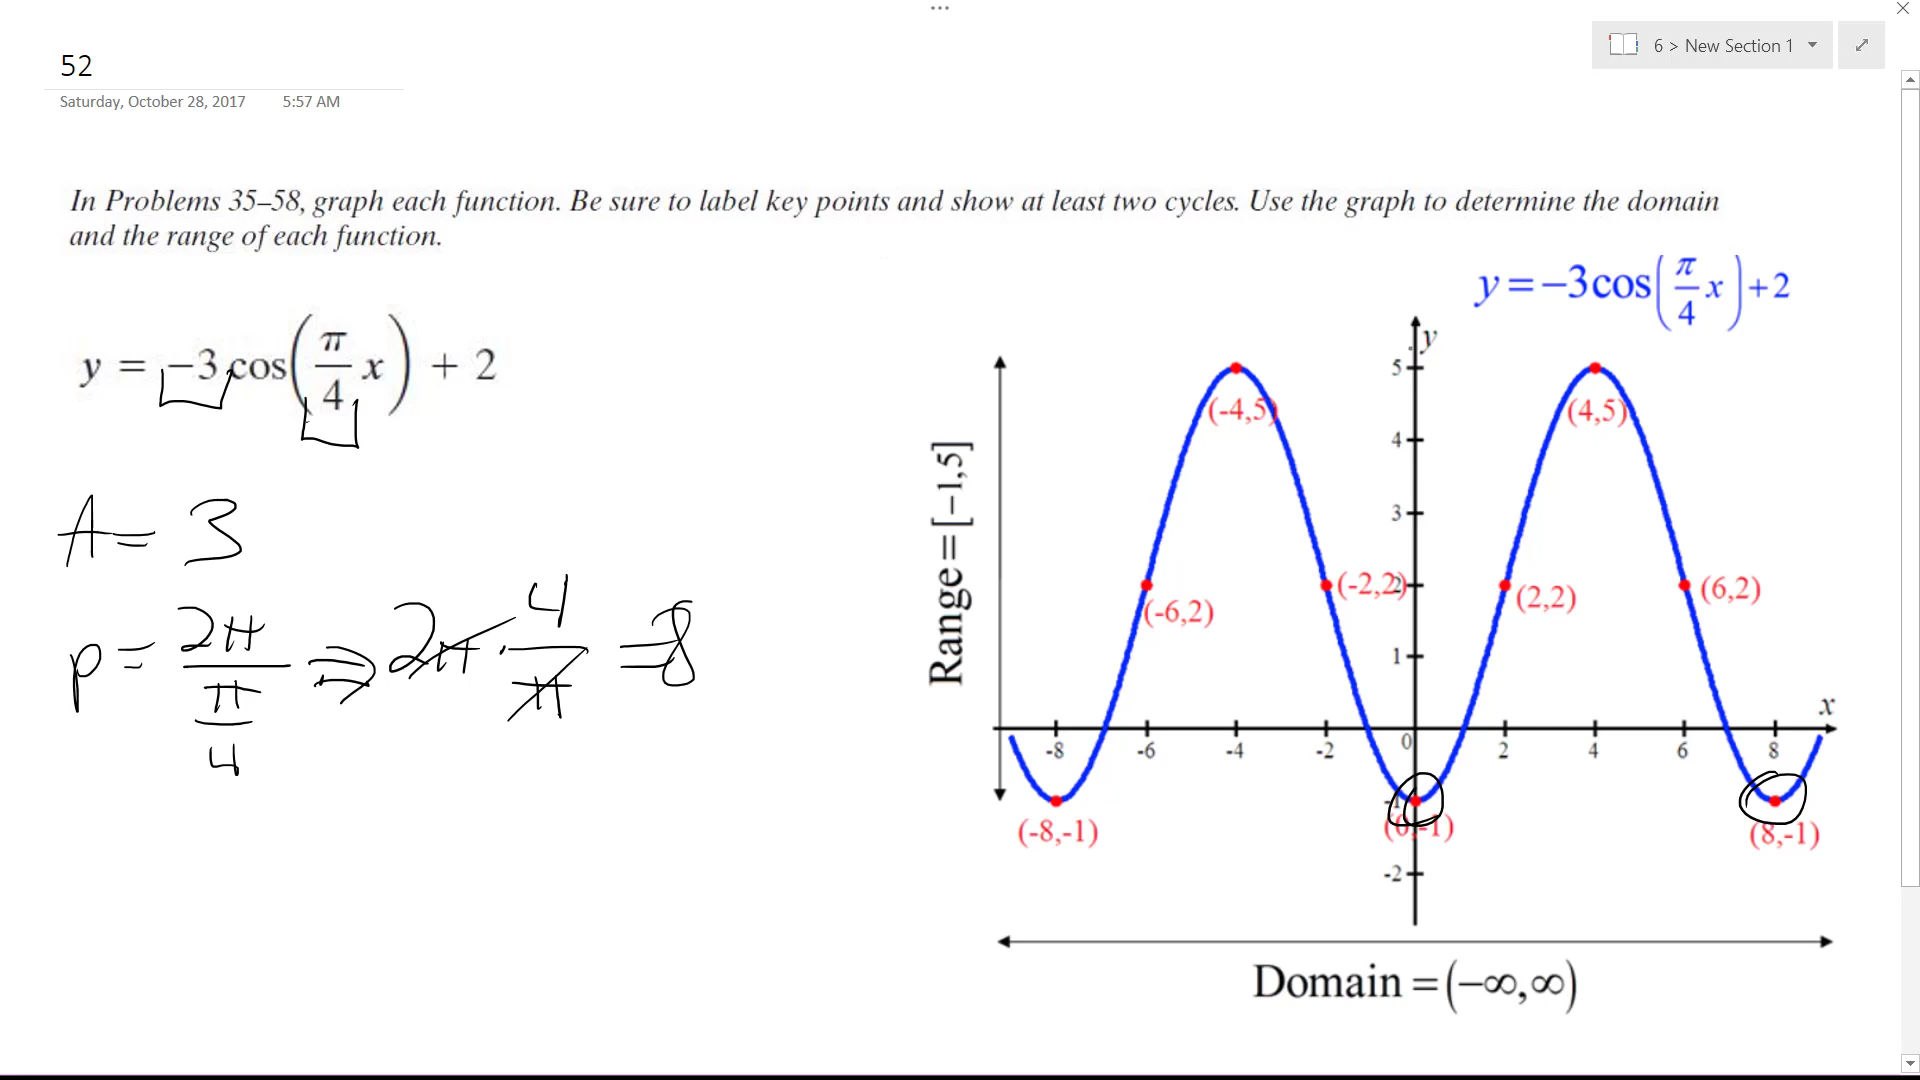 ...
6 > New Section 1
52
Saturday, October 28, 2017 5:57 AM
In Problems 35–58, graph each function. Be sure to label key points and show at least two cycles. Use the graph to determine the domain
and the range of each function.
y = −3cos(π/4 x) + 2
y = −3 cos(π/4 x) + 2
A = 3
p = 2π/(π/4) ⇒ 2π · 4/π = 8
Range = [−1,5]
y
5
(-4,5)
(4,5)
4
3
(-6,2)
(-2,2)
2
(2,2)
(6,2)
1
x
-8 -6 -4 -2 0 2 4 6 8
-1
(-8,-1)
(0,-1)
(8,-1)
-2
Domain = (−∞,∞)